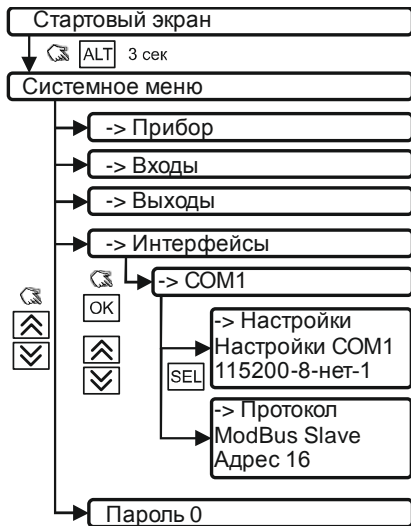 Стартовый экран
ALT 3 сек
Системное меню
-> Прибор
-> Входы
-> Выходы
-> Интерфейсы
-> COM1
OK
-> Настройки
Настройки COM1
115200-8-нет-1
SEL
-> Протокол
ModBus Slave
Адрес 16
Пароль 0